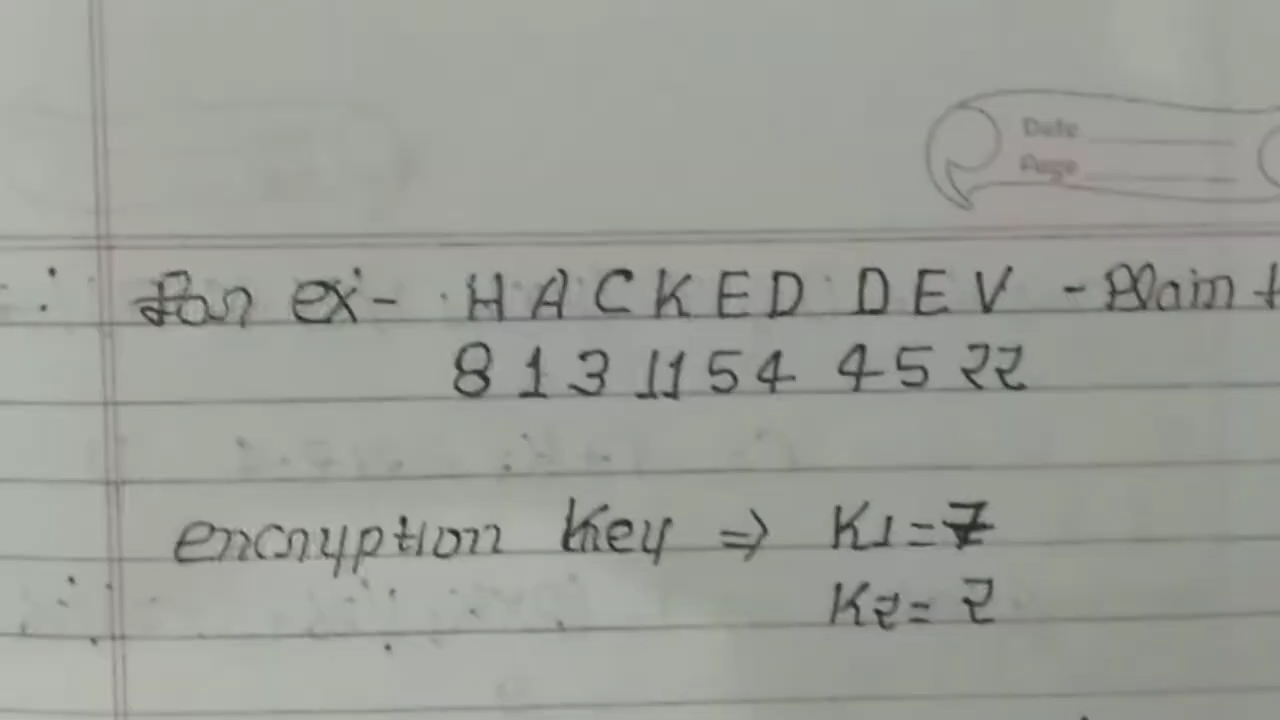 Date
Page
for ex- HACKED DEV - Plain t
8 1 3 11 5 4 4 5 22
encryption key ⇒ K1=7
K2= 2